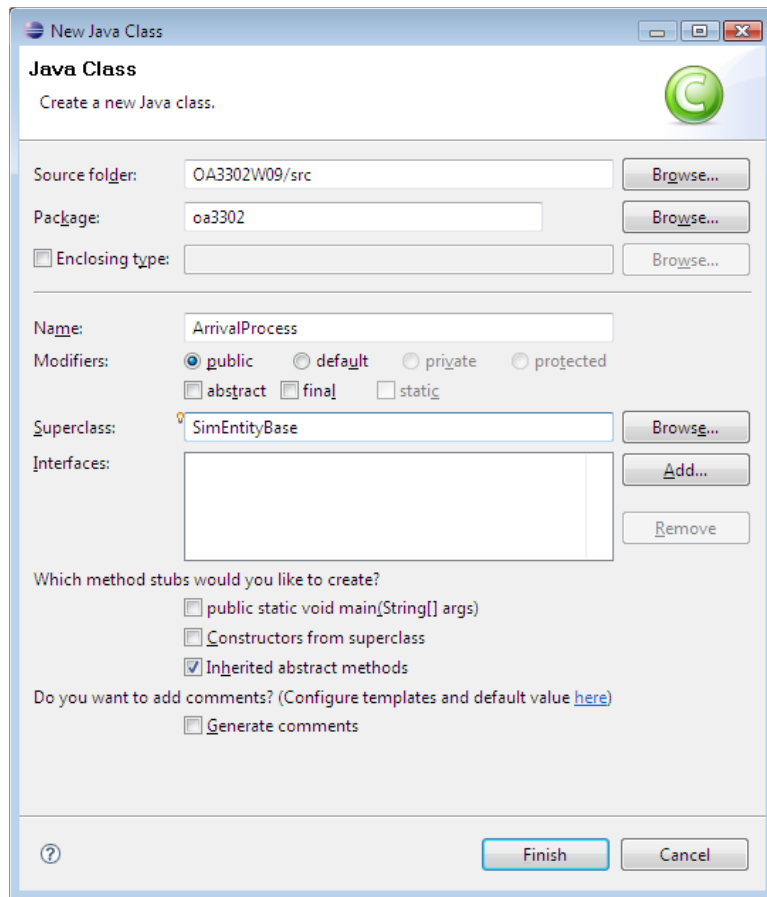 New Java Class
Java Class
Create a new Java class.
Source folder: OA3302W09/src Browse...
Package: oa3302 Browse...
Enclosing type: Browse...
Name: ArrivalProcess
Modifiers: public default private protected
abstract final static
Superclass: SimEntityBase Browse...
Interfaces: Add...
Remove
Which method stubs would you like to create?
public static void main(String[] args)
Constructors from superclass
Inherited abstract methods
Do you want to add comments? (Configure templates and default value here)
Generate comments
? Finish Cancel